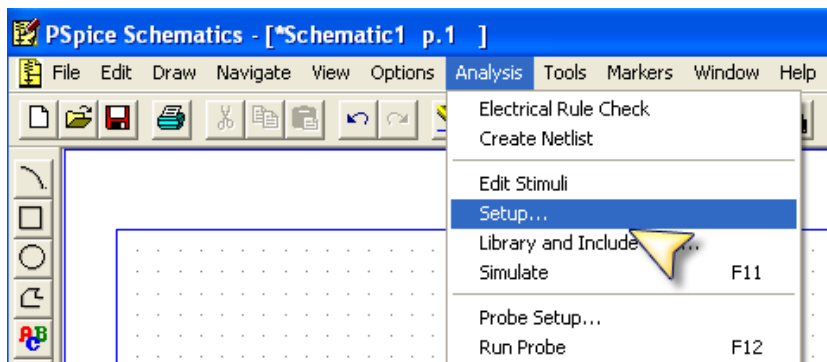 PSpice Schematics - [*Schematic1 p.1 ]
File Edit Draw Navigate View Options Analysis Tools Markers Window Help
Electrical Rule Check
Create Netlist
Edit Stimuli
Setup...
Library and Include
Simulate F11
Probe Setup...
Run Probe F12
ABC